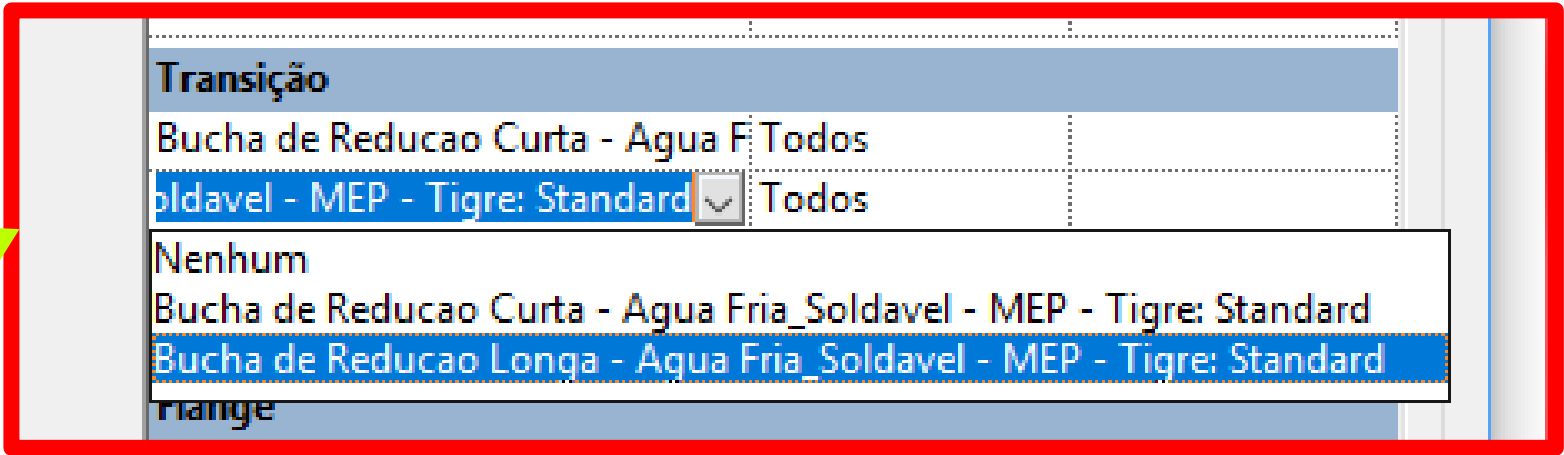 Transição
Bucha de Reducao Curta - Agua F Todos
oldavel - MEP - Tigre: Standard Todos
Nenhum
Bucha de Reducao Curta - Agua Fria_Soldavel - MEP - Tigre: Standard
Bucha de Reducao Longa - Agua Fria_Soldavel - MEP - Tigre: Standard
Flange